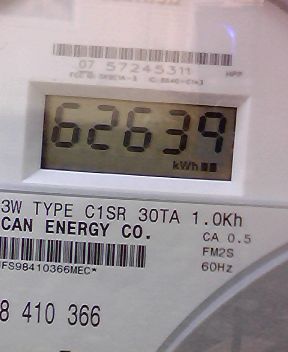 07 57245311 HPP
62639
kWh
3W TYPE C1SR 30TA 1.0Kh
CAN ENERGY CO.
CA 0.5
FM2S
60Hz
FS98410366MEC*
8 410 366